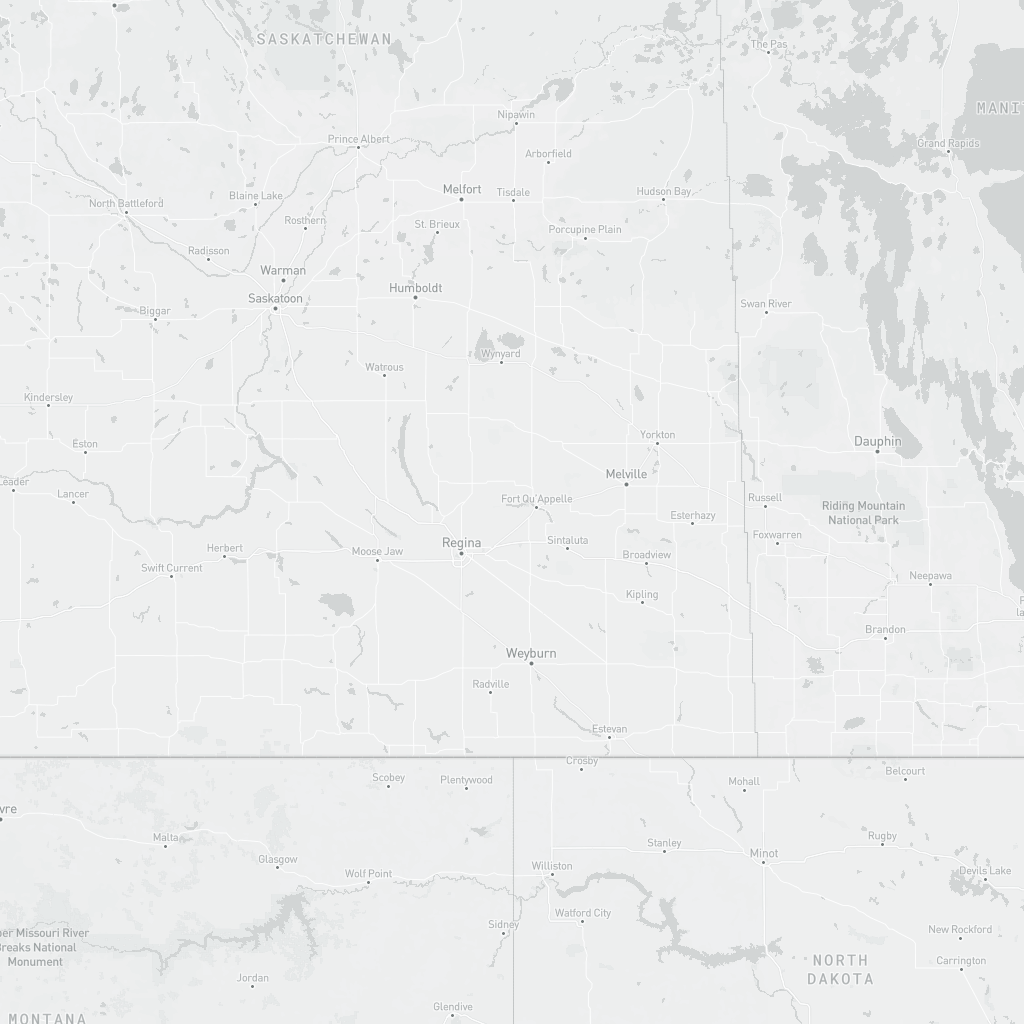 SASKATCHEWAN
The Pas
MANI
Nipawin
Prince Albert
Grand Rapids
Arborfield
Melfort
Tisdale
Hudson Bay
Blaine Lake
North Battleford
Rosthern
St. Brieux
Porcupine Plain
Radisson
Warman
Humboldt
Saskatoon
Swan River
Biggar
Wynyard
Watrous
Kindersley
Yorkton
Dauphin
Eston
Melville
Leader
Lancer
Fort Qu'Appelle
Russell
Riding Mountain
National Park
Esterhazy
Foxwarren
Regina
Sintaluta
Herbert
Moose Jaw
Broadview
Swift Current
Neepawa
Kipling
Brandon
Weyburn
Radville
Estevan
Crosby
Scobey
Plentywood
Mohall
Belcourt
vre
Malta
Rugby
Stanley
Minot
Glasgow
Williston
Wolf Point
Devils Lake
Watford City
Sidney
er Missouri River
Breaks National
Monument
New Rockford
NORTH
DAKOTA
Carrington
Jordan
Glendive
MONTANA